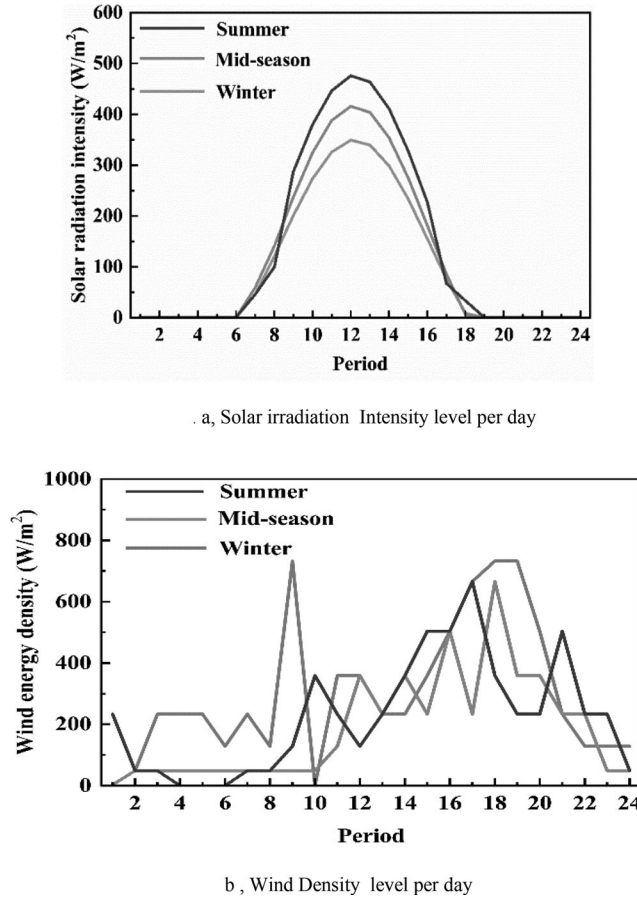 600
500
400
300
200
100
0
Solar radiation intensity (W/m²)
Summer
Mid-season
Winter
2 4 6 8 10 12 14 16 18 20 22 24
Period
. a, Solar irradiation Intensity level per day
1000
800
600
400
200
0
Wind energy density (W/m²)
Summer
Mid-season
Winter
2 4 6 8 10 12 14 16 18 20 22 24
Period
b , Wind Density level per day